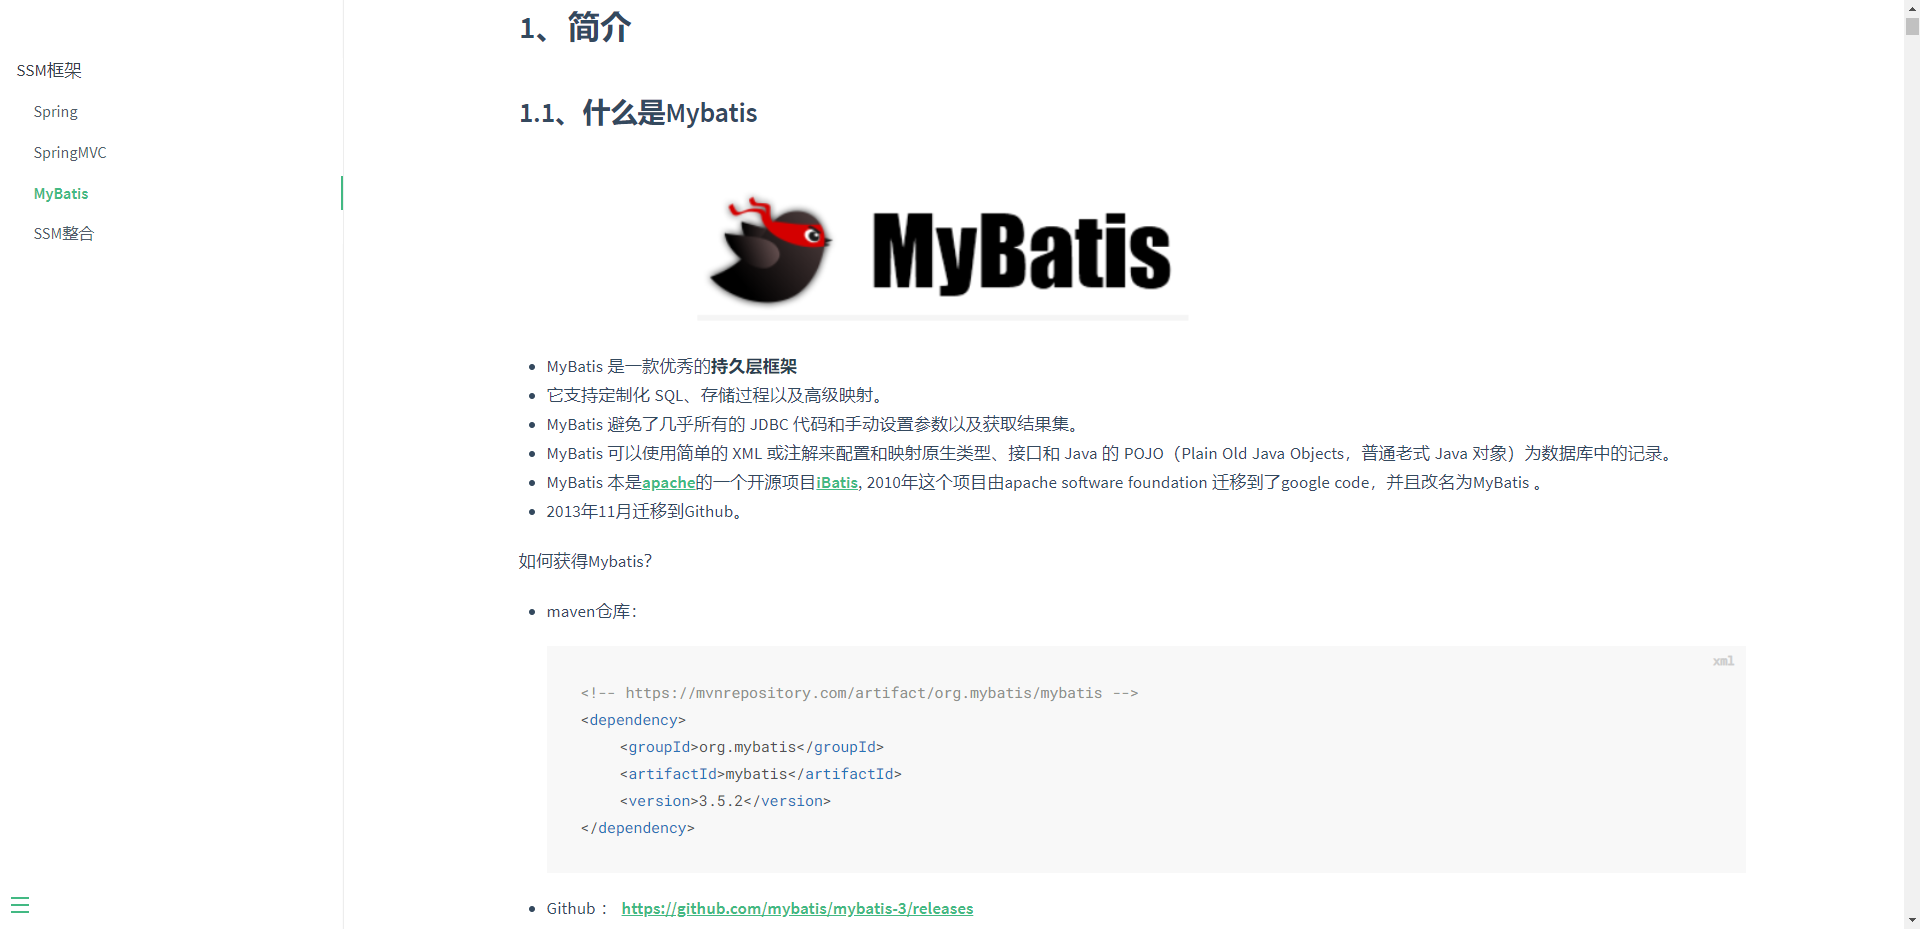 SSM框架
Spring
SpringMVC
MyBatis
SSM整合
1、简介
1.1、什么是Mybatis
MyBatis
MyBatis 是一款优秀的持久层框架
它支持定制化 SQL、存储过程以及高级映射。
MyBatis 避免了几乎所有的 JDBC 代码和手动设置参数以及获取结果集。
MyBatis 可以使用简单的 XML 或注解来配置和映射原生类型、接口和 Java 的 POJO（Plain Old Java Objects，普通老式 Java 对象）为数据库中的记录。
MyBatis 本是apache的一个开源项目iBatis, 2010年这个项目由apache software foundation 迁移到了google code，并且改名为MyBatis 。
2013年11月迁移到Github。
如何获得Mybatis？
maven仓库：
xml
<!-- https://mvnrepository.com/artifact/org.mybatis/mybatis -->
<dependency>
<groupId>org.mybatis</groupId>
<artifactId>mybatis</artifactId>
<version>3.5.2</version>
</dependency>
Github ： https://github.com/mybatis/mybatis-3/releases